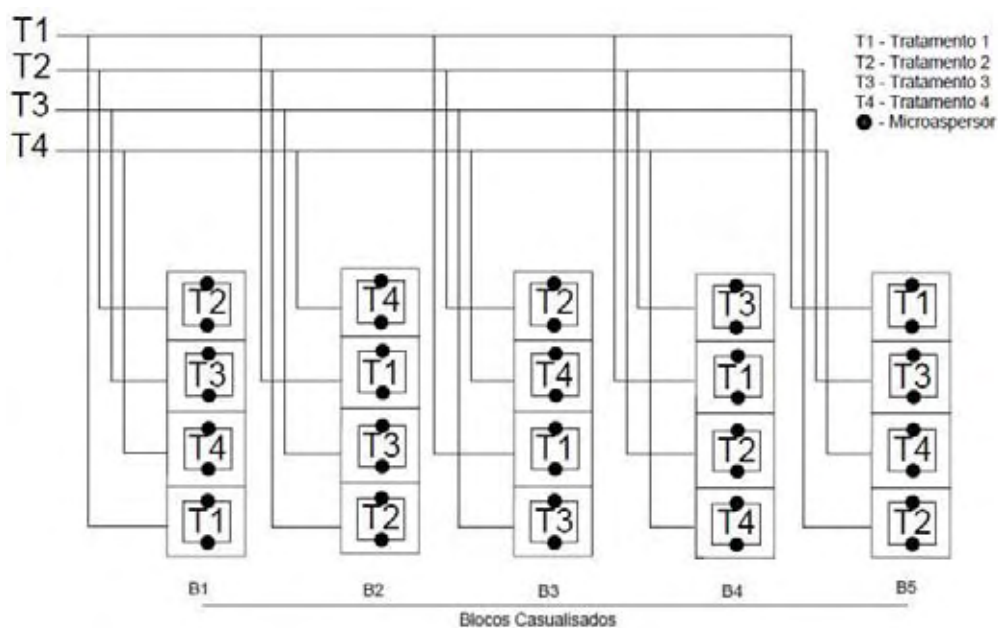 T1
T2
T3
T4
T1 - Tratamento 1
T2 - Tratamento 2
T3 - Tratamento 3
T4 - Tratamento 4
- Microaspersor
T2
T3
T4
T1
B1
T4
T1
T3
T2
B2
T2
T4
T1
T3
B3
T3
T1
T2
T4
B4
T1
T3
T4
T2
B5
Blocos Casualisados